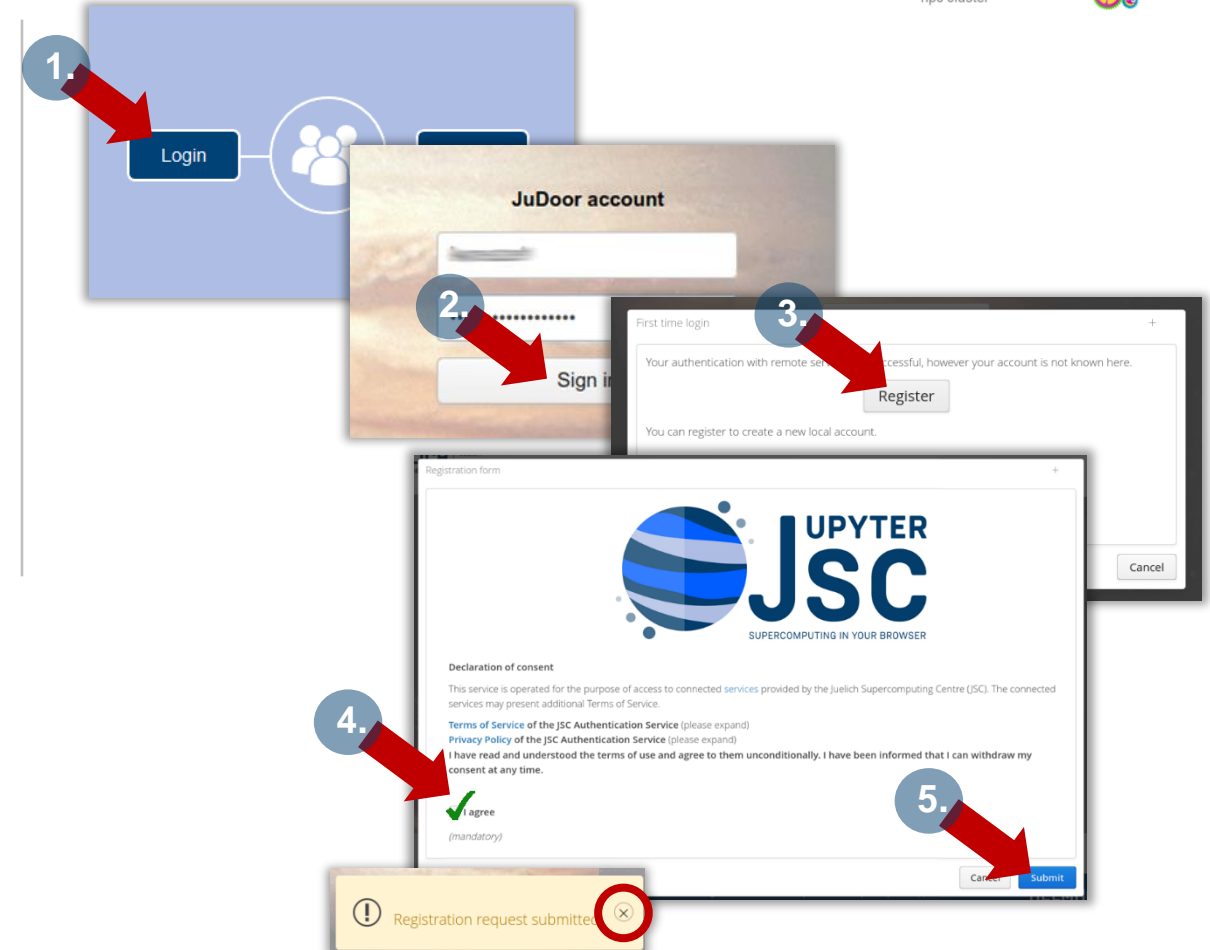 hpc cluster
1.
Login
JuDoor account
2.
Sign in
3.
First time login
+
Your authentication with remote successful, however your account is not known here.
Register
You can register to create a new local account.
Cancel
Registration form
+
JUPYTER
JSC
SUPERCOMPUTING IN YOUR BROWSER
Declaration of consent
This service is operated for the purpose of access to connected services provided by the Juelich Supercomputing Centre (JSC). The connected
services may present additional Terms of Service.
Terms of Service of the JSC Authentication Service (please expand)
Privacy Policy of the JSC Authentication Service (please expand)
I have read and understood the terms of use and agree to them unconditionally. I have been informed that I can withdraw my
consent at any time.
4.
I agree
(mandatory)
5.
Cancel
Submit
Registration request submitted